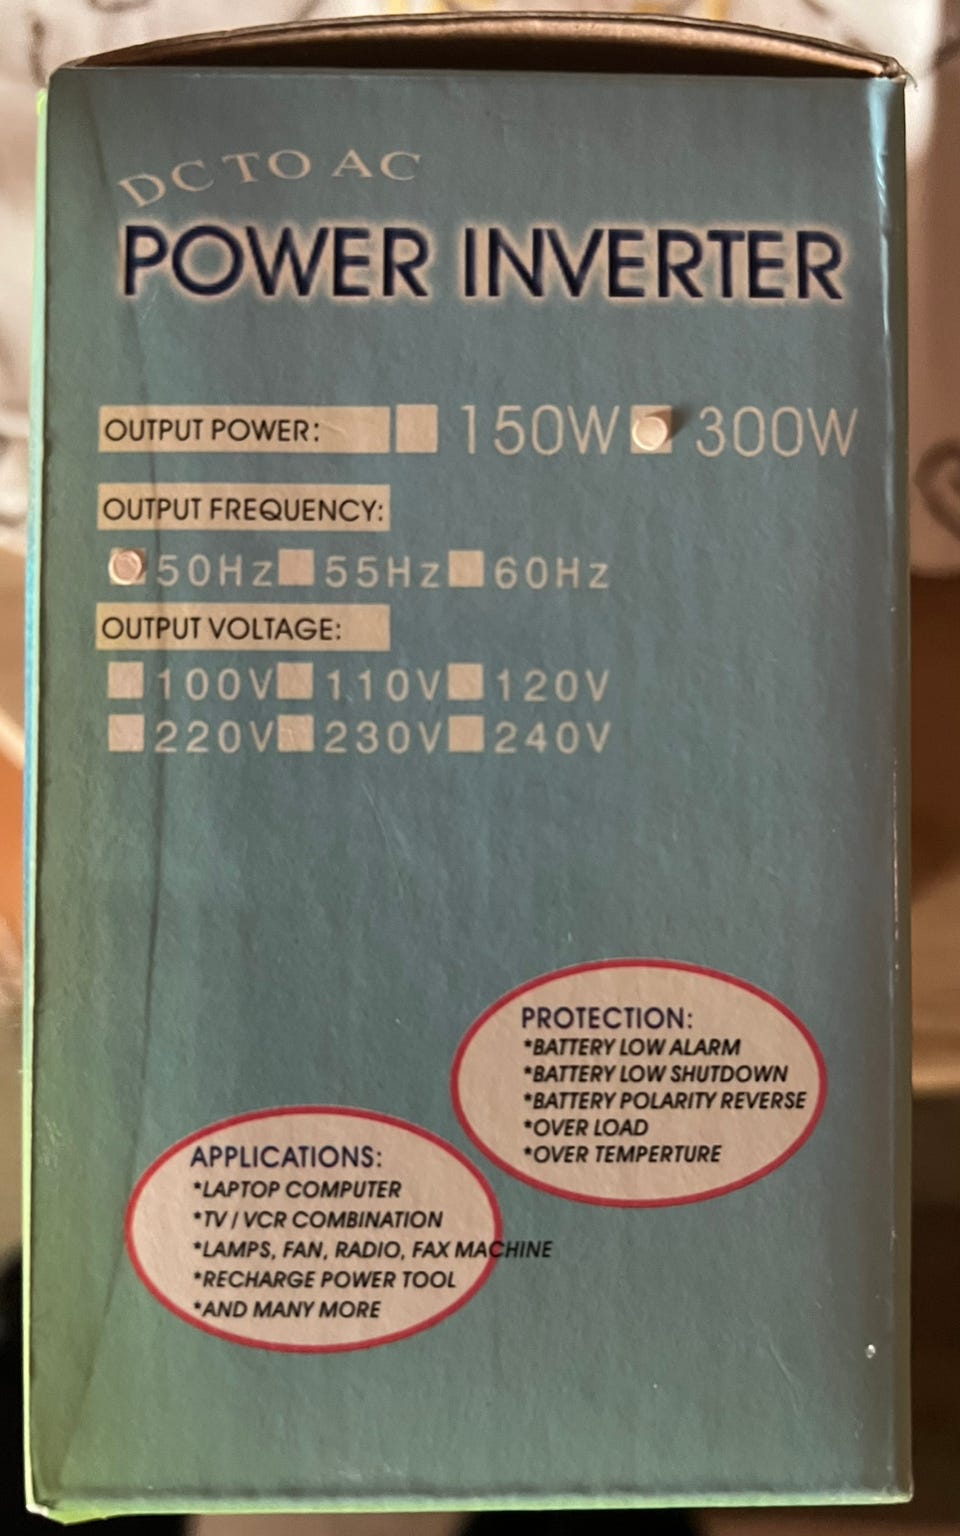 DC TO AC
POWER INVERTER
OUTPUT POWER: 150W 300W
OUTPUT FREQUENCY:
50Hz 55Hz 60Hz
OUTPUT VOLTAGE:
100V 110V 120V
220V 230V 240V
PROTECTION:
*BATTERY LOW ALARM
*BATTERY LOW SHUTDOWN
*BATTERY POLARITY REVERSE
*OVER LOAD
*OVER TEMPERTURE
APPLICATIONS:
*LAPTOP COMPUTER
*TV / VCR COMBINATION
*LAMPS, FAN, RADIO, FAX MACHINE
*RECHARGE POWER TOOL
*AND MANY MORE